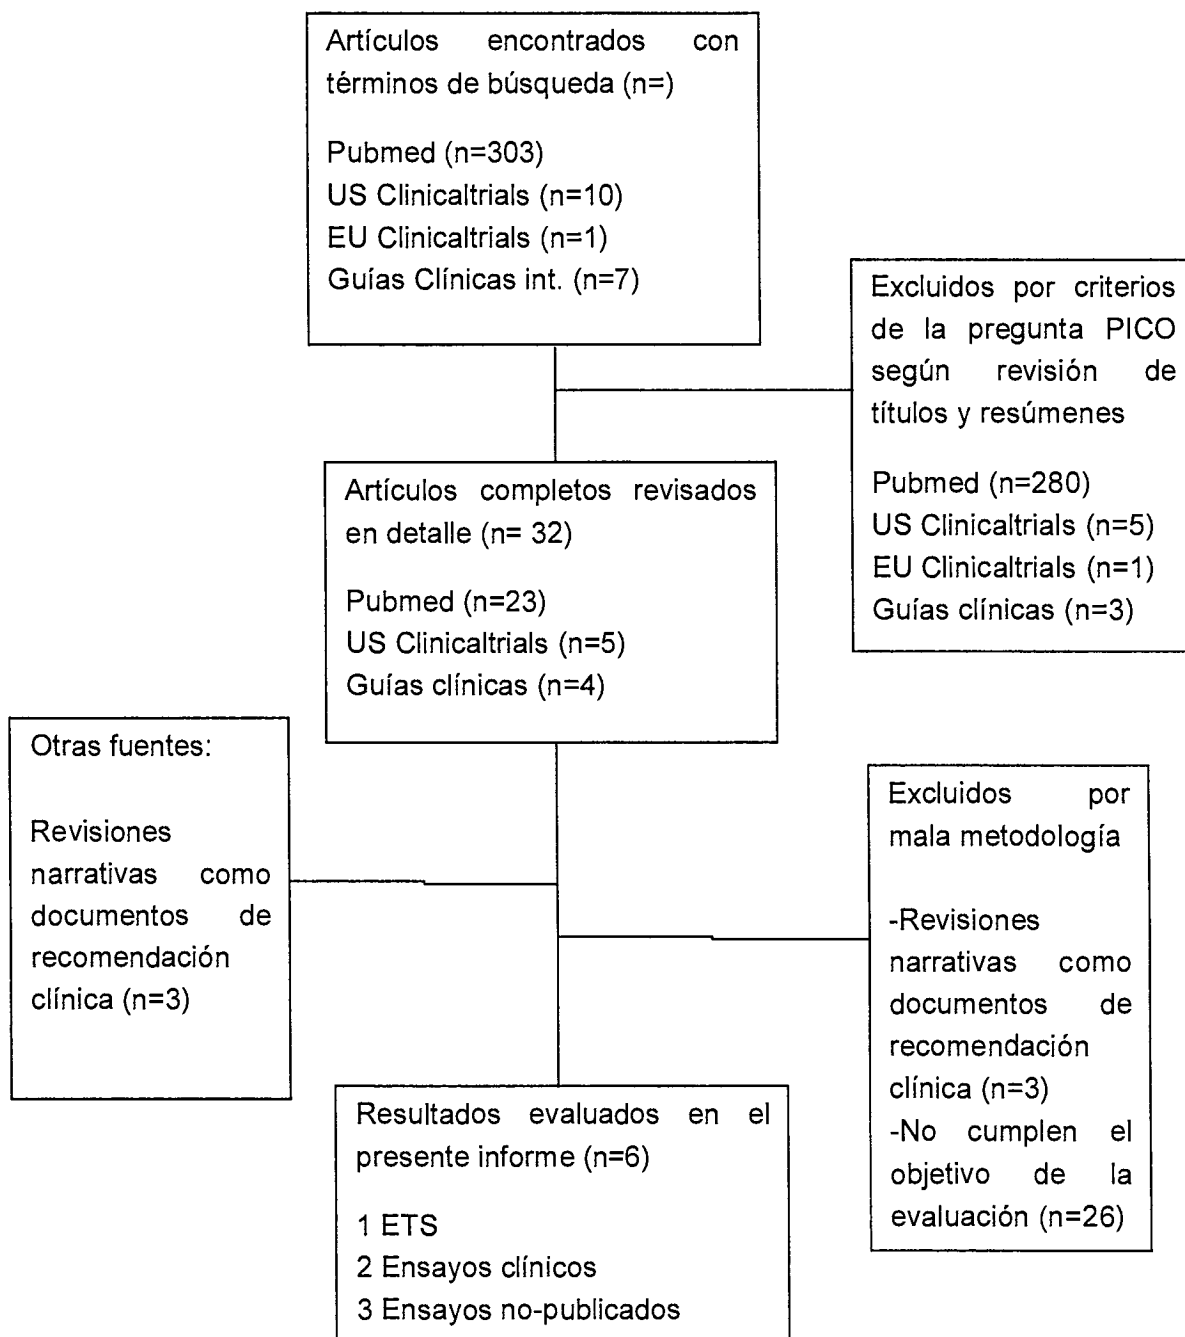 Artículos encontrados con
términos de búsqueda (n=)
Pubmed (n=303)
US Clinicaltrials (n=10)
EU Clinicaltrials (n=1)
Guías Clínicas int. (n=7)
Excluidos por criterios
de la pregunta PICO
según revisión de
títulos y resúmenes
Pubmed (n=280)
US Clinicaltrials (n=5)
EU Clinicaltrials (n=1)
Guías clínicas (n=3)
Artículos completos revisados
en detalle (n= 32)
Pubmed (n=23)
US Clinicaltrials (n=5)
Guías clínicas (n=4)
Otras fuentes:
Revisiones
narrativas como
documentos de
recomendación
clínica (n=3)
Excluidos por
mala metodología
-Revisiones
narrativas como
documentos de
recomendación
clínica (n=3)
-No cumplen el
objetivo de la
evaluación (n=26)
Resultados evaluados en el
presente informe (n=6)
1 ETS
2 Ensayos clínicos
3 Ensayos no-publicados